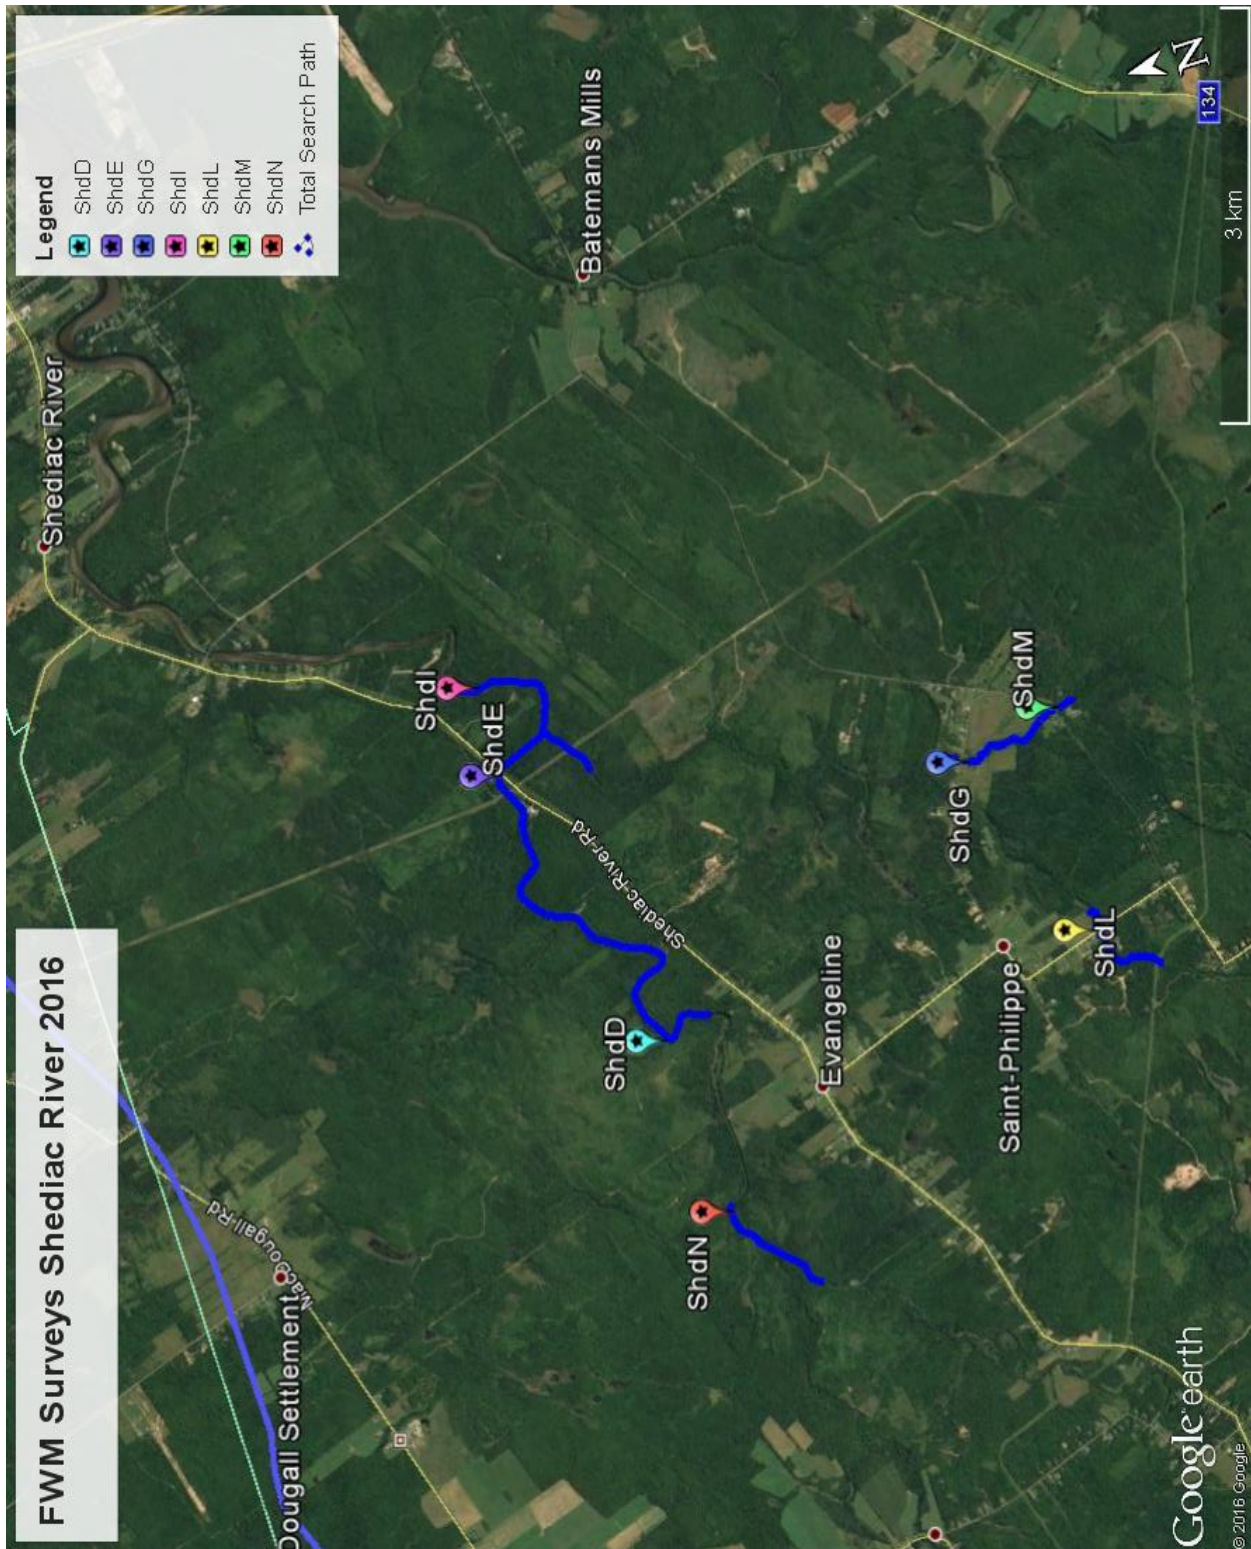 FWM Surveys Shediac River 2016
Legend
ShdD
ShdE
ShdG
ShdI
ShdL
ShdM
ShdN
Total Search Path
Shediac River
Batemans Mills
ShdI
ShdE
Shediac-River-Rd
ShdD
MacDougall-Rd
Dougall Settlement
ShdN
Evangeline
Saint-Philippe
ShdL
ShdG
ShdM
N
134
3 km
Google earth
© 2016 Google